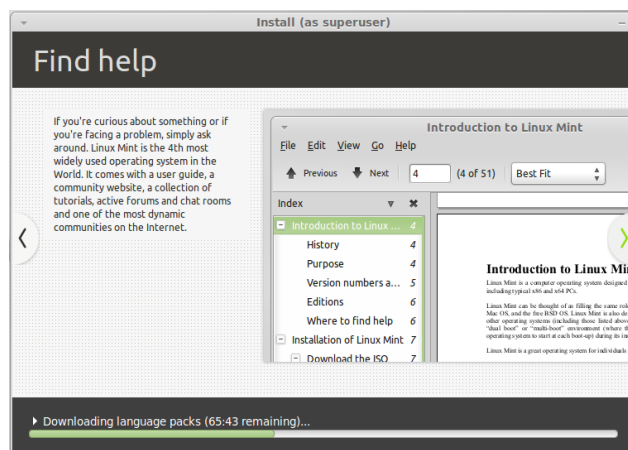 Install (as superuser)
Find help
If you're curious about something or if
you're facing a problem, simply ask
around. Linux Mint is the 4th most
widely used operating system in the
World. It comes with a user guide, a
community website, a collection of
tutorials, active forums and chat rooms
and one of the most dynamic
communities on the Internet.
Introduction to Linux Mint
File Edit View Go Help
Previous Next 4 (4 of 51) Best Fit
Index
Introduction to Linux ... 4
History 4
Purpose 4
Version numbers a... 5
Editions 6
Where to find help 6
Installation of Linux Mint 7
Download the ISO 7
Introduction to Linux
Linux Mint is a computer operating system designed
including typical x86 and x64 PCs.
Linux Mint can be thought of as filling the same
Mac OS, and the free BSD OS. Linux Mint is also
other operating systems (including those listed
"dual boot" or "multi-boot" environment (where
operating system to start at each boot-up) during its
Linux Mint is a great operating system for individuals
Downloading language packs (65:43 remaining)...